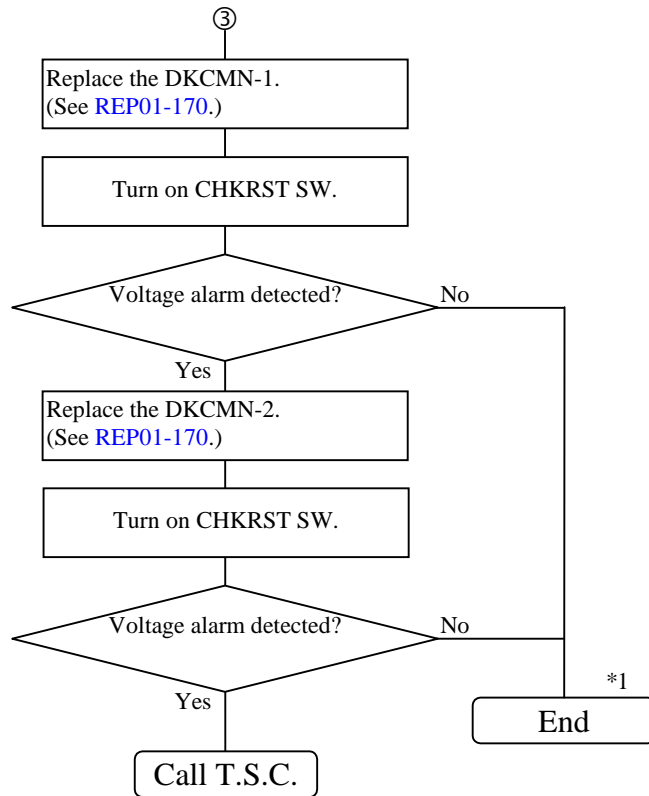 ③
Replace the DKCMN-1.
(See REP01-170.)
Turn on CHKRST SW.
Voltage alarm detected?
No
Yes
Replace the DKCMN-2.
(See REP01-170.)
Turn on CHKRST SW.
Voltage alarm detected?
No
Yes
*1
End
Call T.S.C.